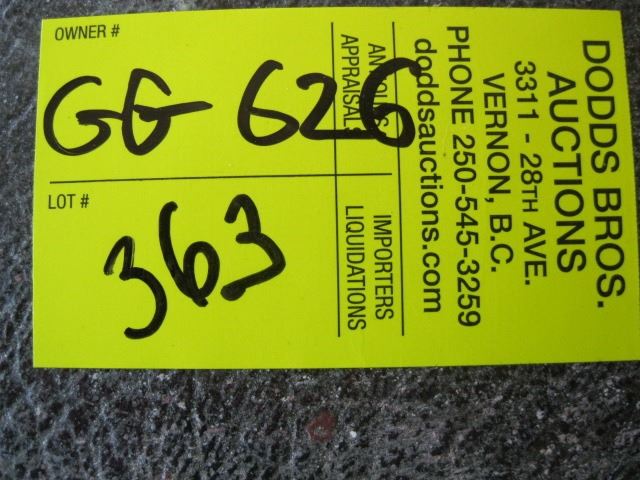 DODDS BROS.
AUCTIONS
3311 - 28TH AVE.
VERNON, B.C.
PHONE 250-545-3259
doddsauctions.com
IMPORTERS
LIQUIDATIONS
APPRAISALS
OWNER #
GG 626
LOT #
363